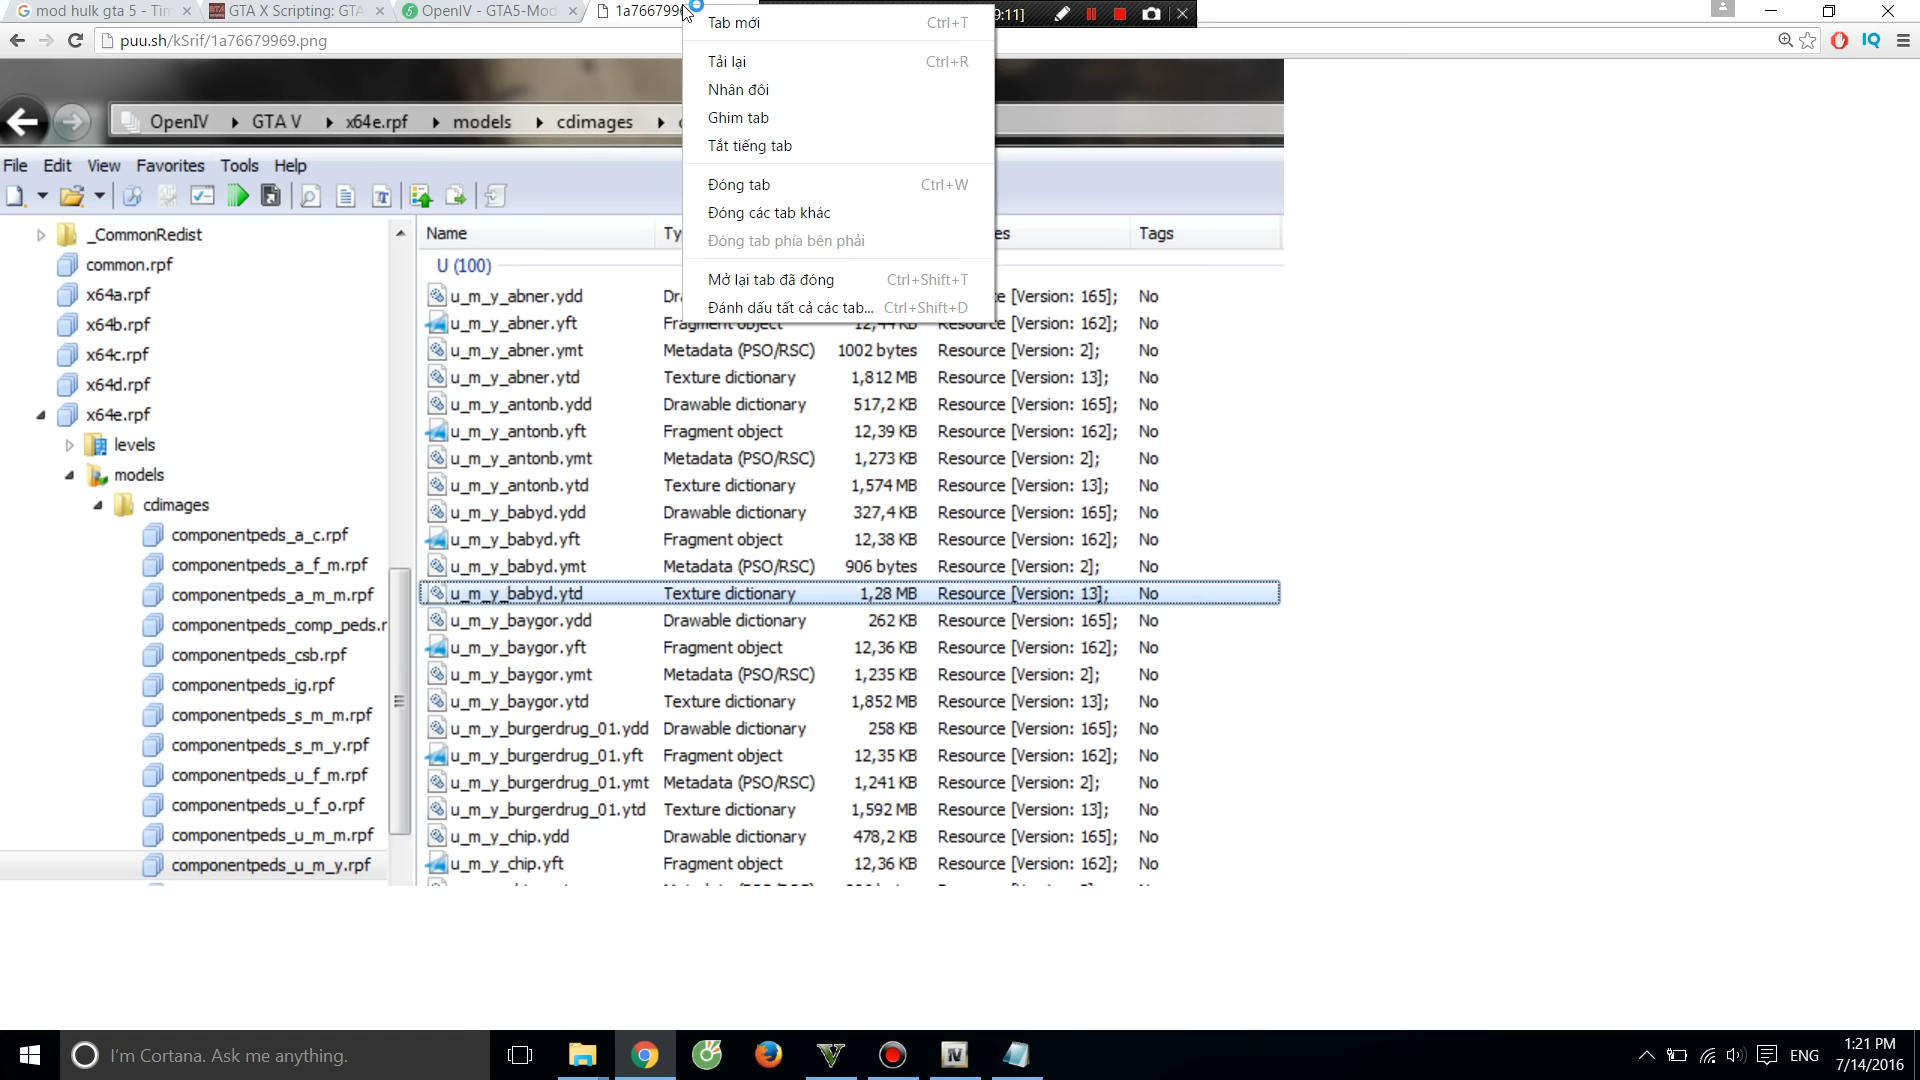 mod hulk gta 5 - Tìm
GTA X Scripting: GTA
OpenIV - GTA5-Mod
1a7667996
9:11]
puu.sh/kSrif/1a76679969.png
IQ
Tab mới Ctrl+T
Tải lại Ctrl+R
Nhân đôi
Ghim tab
Tắt tiếng tab
Đóng tab Ctrl+W
Đóng các tab khác
Đóng tab phía bên phải
Mở lại tab đã đóng Ctrl+Shift+T
Đánh dấu tất cả các tab... Ctrl+Shift+D
OpenIV GTA V x64e.rpf models cdimages
File Edit View Favorites Tools Help
_CommonRedist
common.rpf
x64a.rpf
x64b.rpf
x64c.rpf
x64d.rpf
x64e.rpf
levels
models
cdimages
componentpeds_a_c.rpf
componentpeds_a_f_m.rpf
componentpeds_a_m_m.rpf
componentpeds_comp_peds.r
componentpeds_csb.rpf
componentpeds_ig.rpf
componentpeds_s_m_m.rpf
componentpeds_s_m_y.rpf
componentpeds_u_f_m.rpf
componentpeds_u_f_o.rpf
componentpeds_u_m_m.rpf
componentpeds_u_m_y.rpf
Name Ty es Tags
U (100)
u_m_y_abner.ydd Dra ce [Version: 165]; No
u_m_y_abner.yft Fragment object 12,44 KB Resource [Version: 162]; No
u_m_y_abner.ymt Metadata (PSO/RSC) 1002 bytes Resource [Version: 2]; No
u_m_y_abner.ytd Texture dictionary 1,812 MB Resource [Version: 13]; No
u_m_y_antonb.ydd Drawable dictionary 517,2 KB Resource [Version: 165]; No
u_m_y_antonb.yft Fragment object 12,39 KB Resource [Version: 162]; No
u_m_y_antonb.ymt Metadata (PSO/RSC) 1,273 KB Resource [Version: 2]; No
u_m_y_antonb.ytd Texture dictionary 1,574 MB Resource [Version: 13]; No
u_m_y_babyd.ydd Drawable dictionary 327,4 KB Resource [Version: 165]; No
u_m_y_babyd.yft Fragment object 12,38 KB Resource [Version: 162]; No
u_m_y_babyd.ymt Metadata (PSO/RSC) 906 bytes Resource [Version: 2]; No
u_m_y_babyd.ytd Texture dictionary 1,28 MB Resource [Version: 13]; No
u_m_y_baygor.ydd Drawable dictionary 262 KB Resource [Version: 165]; No
u_m_y_baygor.yft Fragment object 12,36 KB Resource [Version: 162]; No
u_m_y_baygor.ymt Metadata (PSO/RSC) 1,235 KB Resource [Version: 2]; No
u_m_y_baygor.ytd Texture dictionary 1,852 MB Resource [Version: 13]; No
u_m_y_burgerdrug_01.ydd Drawable dictionary 258 KB Resource [Version: 165]; No
u_m_y_burgerdrug_01.yft Fragment object 12,35 KB Resource [Version: 162]; No
u_m_y_burgerdrug_01.ymt Metadata (PSO/RSC) 1,241 KB Resource [Version: 2]; No
u_m_y_burgerdrug_01.ytd Texture dictionary 1,592 MB Resource [Version: 13]; No
u_m_y_chip.ydd Drawable dictionary 478,2 KB Resource [Version: 165]; No
u_m_y_chip.yft Fragment object 12,36 KB Resource [Version: 162]; No
I'm Cortana. Ask me anything.
ENG
1:21 PM
7/14/2016